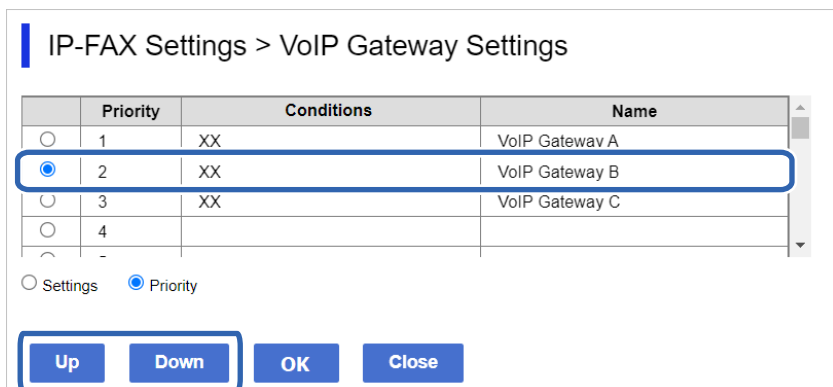 IP-FAX Settings > VoIP Gateway Settings
Priority Conditions Name
1 XX VoIP Gateway A
2 XX VoIP Gateway B
3 XX VoIP Gateway C
4
Settings Priority
Up Down OK Close